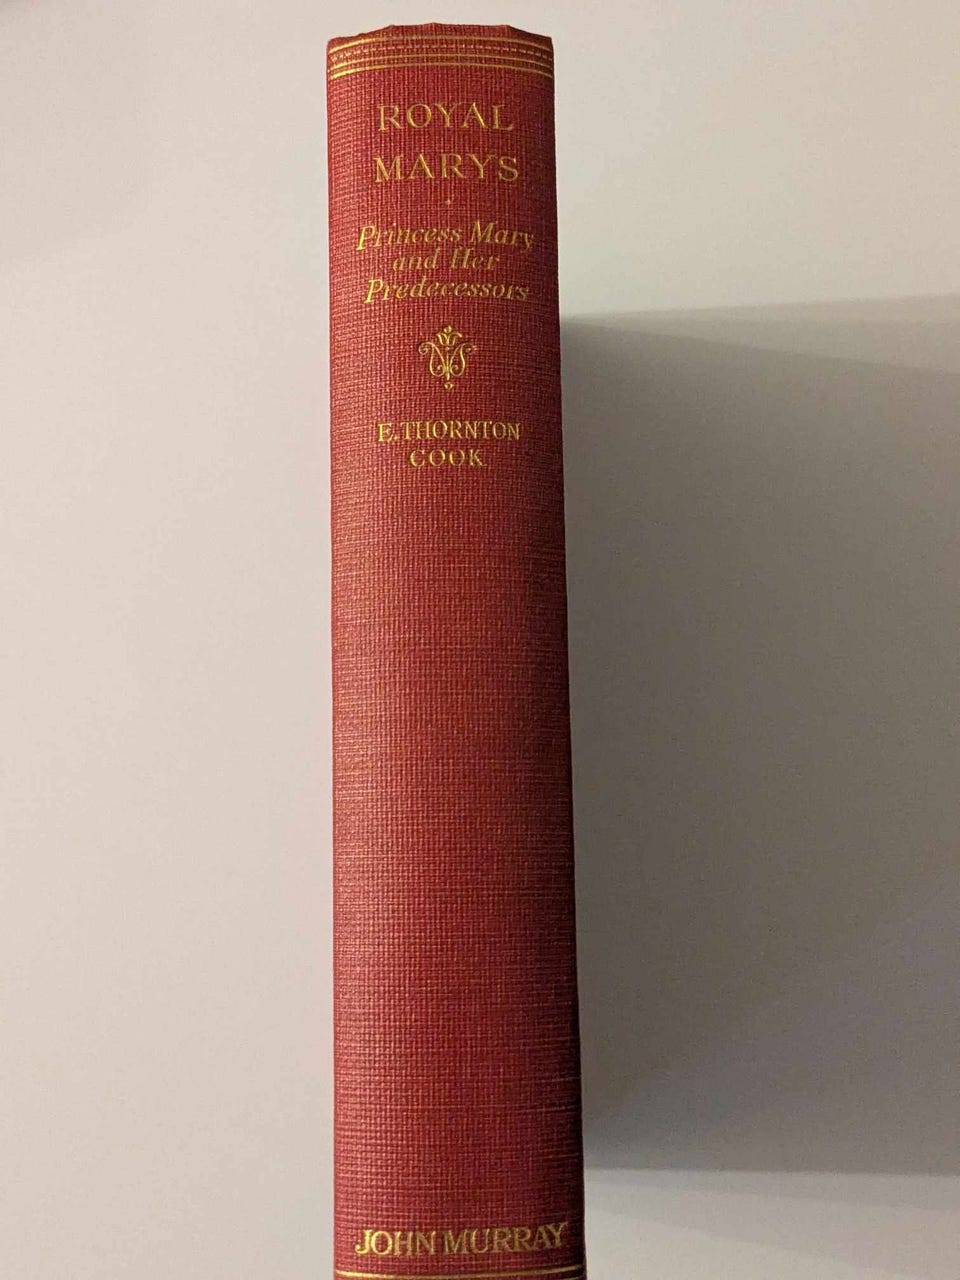 ROYAL
MARYS
Princess Mary
and Her
Predecessors
E. THORNTON
COOK
JOHN MURRAY